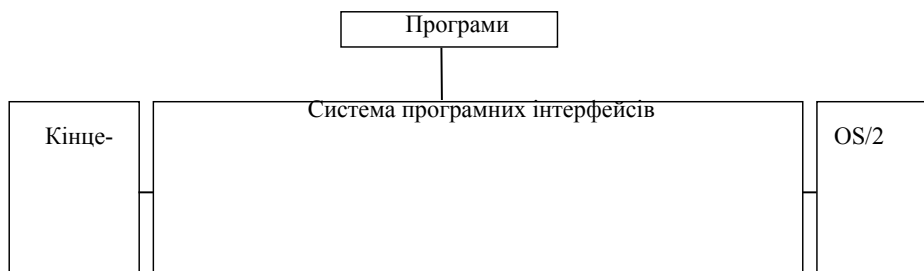 Програми
Система програмних інтерфейсів
Кінце-
OS/2